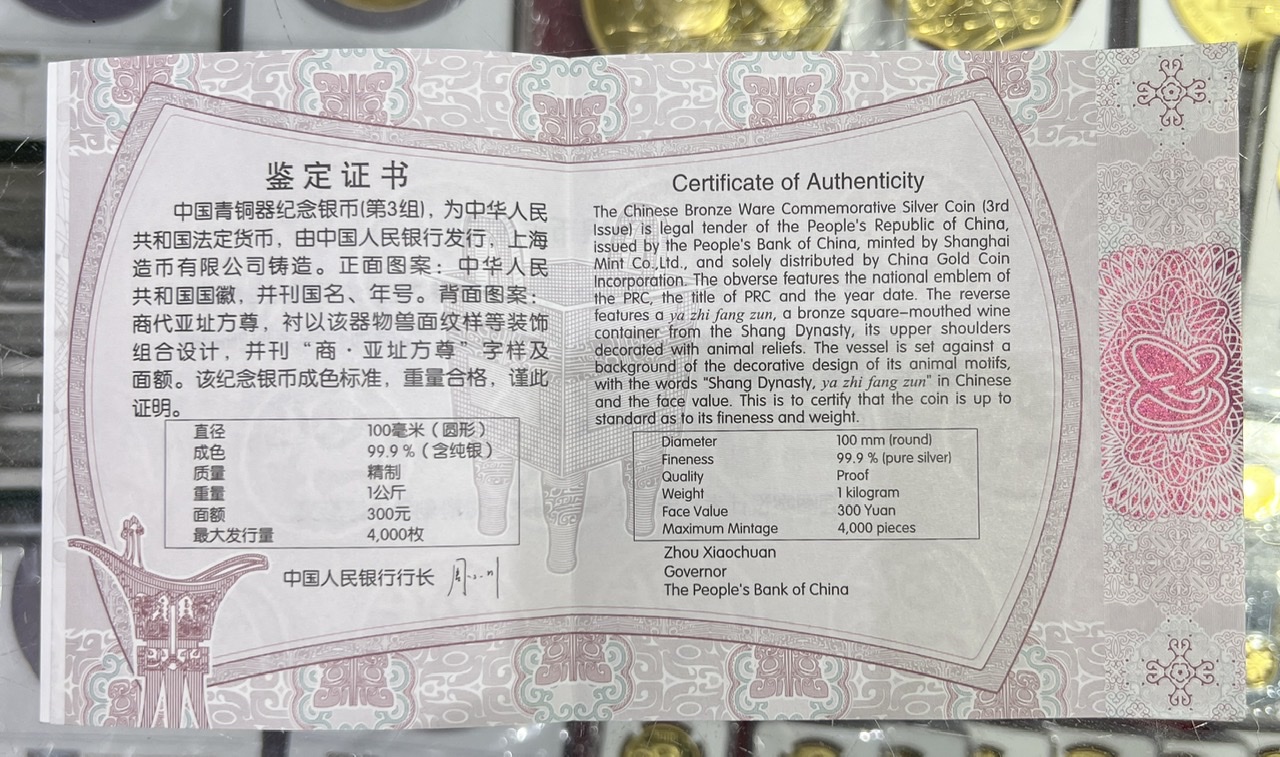 鉴定证书
中国青铜器纪念银币(第3组)，为中华人民
共和国法定货币，由中国人民银行发行，上海
造币有限公司铸造。正面图案：中华人民
共和国国徽，并刊国名、年号。背面图案：
商代亚址方尊，衬以该器物兽面纹样等装饰
组合设计，并刊“商·亚址方尊”字样及
面额。该纪念银币成色标准，重量合格，谨此
证明。
直径 100毫米（圆形）
成色 99.9％（含纯银）
质量 精制
重量 1公斤
面额 300元
最大发行量 4,000枚
中国人民银行行长
Certificate of Authenticity
The Chinese Bronze Ware Commemorative Silver Coin (3rd
Issue) is legal tender of the People's Republic of China,
issued by the People's Bank of China, minted by Shanghai
Mint Co.,Ltd., and solely distributed by China Gold Coin
Incorporation. The obverse features the national emblem of
the PRC, the title of PRC and the year date. The reverse
features a ya zhi fang zun, a bronze square-mouthed wine
container from the Shang Dynasty, its upper shoulders
decorated with animal reliefs. The vessel is set against a
background of the decorative design of its animal motifs,
with the words "Shang Dynasty, ya zhi fang zun" in Chinese
and the face value. This is to certify that the coin is up to
standard as to its fineness and weight.
Diameter 100 mm (round)
Fineness 99.9 % (pure silver)
Quality Proof
Weight 1 kilogram
Face Value 300 Yuan
Maximum Mintage 4,000 pieces
Zhou Xiaochuan
Governor
The People's Bank of China